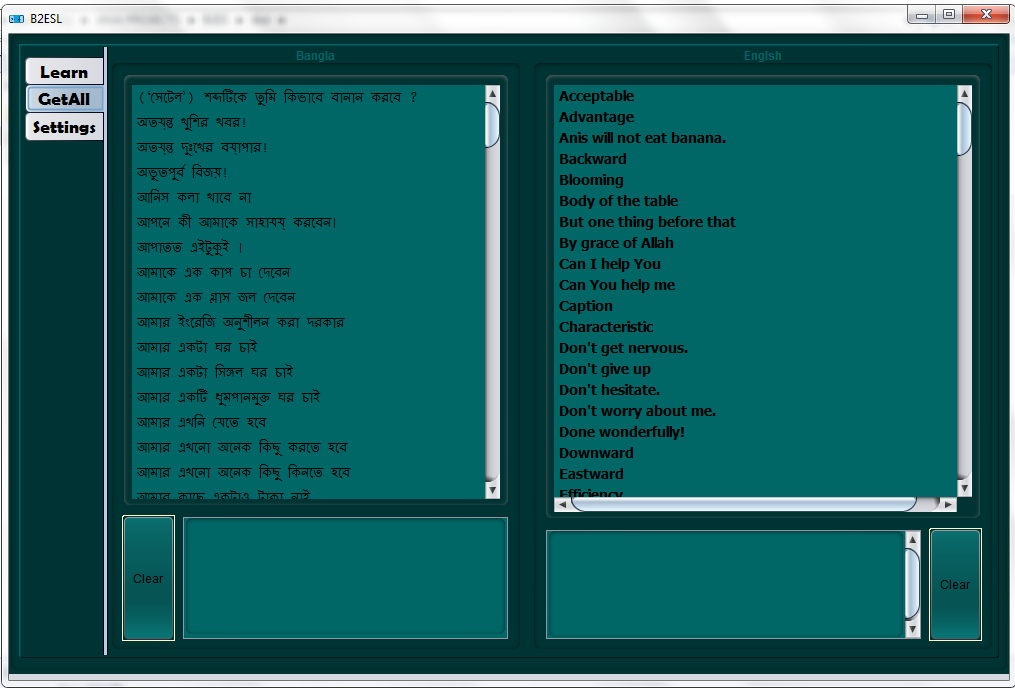 B2ESL
Learn
GetAll
Settings
Bangla
('সেটেল') শব্দটিকে তুমি কিভাবে বানান করবে ?
অত্যন্ত খুশির খবর!
অত্যন্ত দুঃখের ব্যাপার!
অভূতপূর্ব বিজয়!
আনিস কলা খাবে না
আপনে কী আমাকে সাহায্য করবেন।
আপাতত এইটুকুই ।
আমাকে এক কাপ চা দেবেন
আমাকে এক গ্লাস জল দেবেন
আমার ইংরেজি অনুশীলন করা দরকার
আমার একটা ঘর চাই
আমার একটা সিঙ্গল ঘর চাই
আমার একটি ধুমপানমুক্ত ঘর চাই
আমার এখনি যেতে হবে
আমার এখনো অনেক কিছু করতে হবে
আমার এখনো অনেক কিছু কিনতে হবে
আমার কাছে একটাও টাকা নাই
Clear
Engish
Acceptable
Advantage
Anis will not eat banana.
Backward
Blooming
Body of the table
But one thing before that
By grace of Allah
Can I help You
Can You help me
Caption
Characteristic
Don't get nervous.
Don't give up
Don't hesitate.
Don't worry about me.
Done wonderfully!
Downward
Eastward
Efficiency
Clear